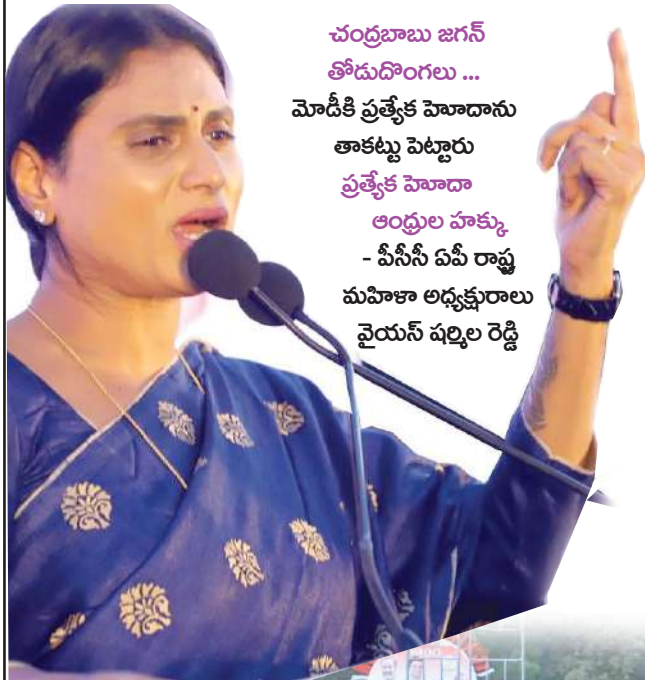 చంద్రబాబు జగన్
తోడుదొంగలు ...
మోడీకి ప్రత్యేక హెూదాను
తాకట్టు పెట్టారు
ప్రత్యేక హెూదా
ఆంధ్రుల హక్కు
- పీసీసీ ఏపీ రాష్ట్ర
మహిళా అధ్యక్షురాలు
వైయస్ షర్మిల రెడ్డి